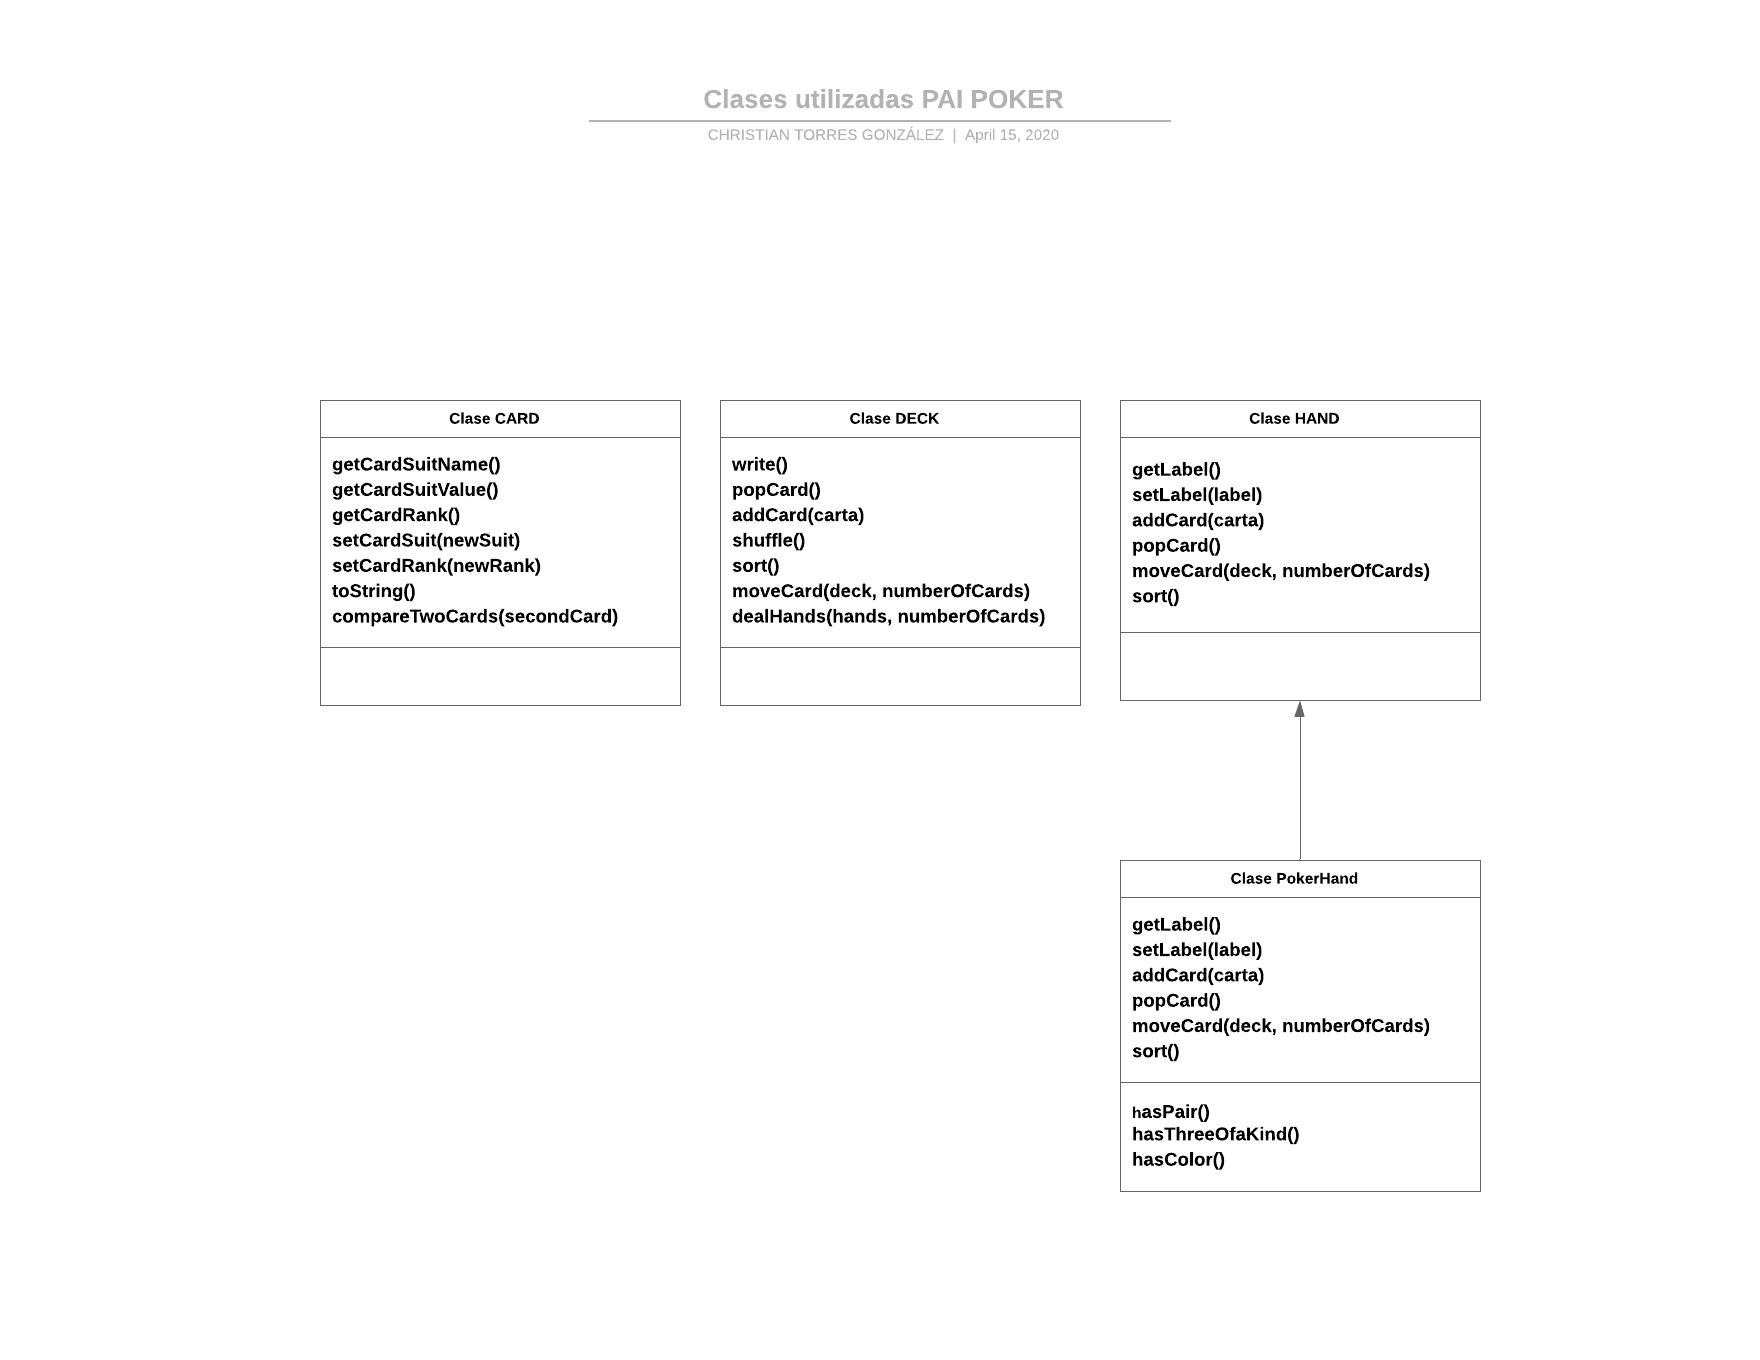 Clases utilizadas PAI POKER
CHRISTIAN TORRES GONZÁLEZ | April 15, 2020
Clase CARD
getCardSuitName()
getCardSuitValue()
getCardRank()
setCardSuit(newSuit)
setCardRank(newRank)
toString()
compareTwoCards(secondCard)
Clase DECK
write()
popCard()
addCard(carta)
shuffle()
sort()
moveCard(deck, numberOfCards)
dealHands(hands, numberOfCards)
Clase HAND
getLabel()
setLabel(label)
addCard(carta)
popCard()
moveCard(deck, numberOfCards)
sort()
Clase PokerHand
getLabel()
setLabel(label)
addCard(carta)
popCard()
moveCard(deck, numberOfCards)
sort()
hasPair()
hasThreeOfaKind()
hasColor()